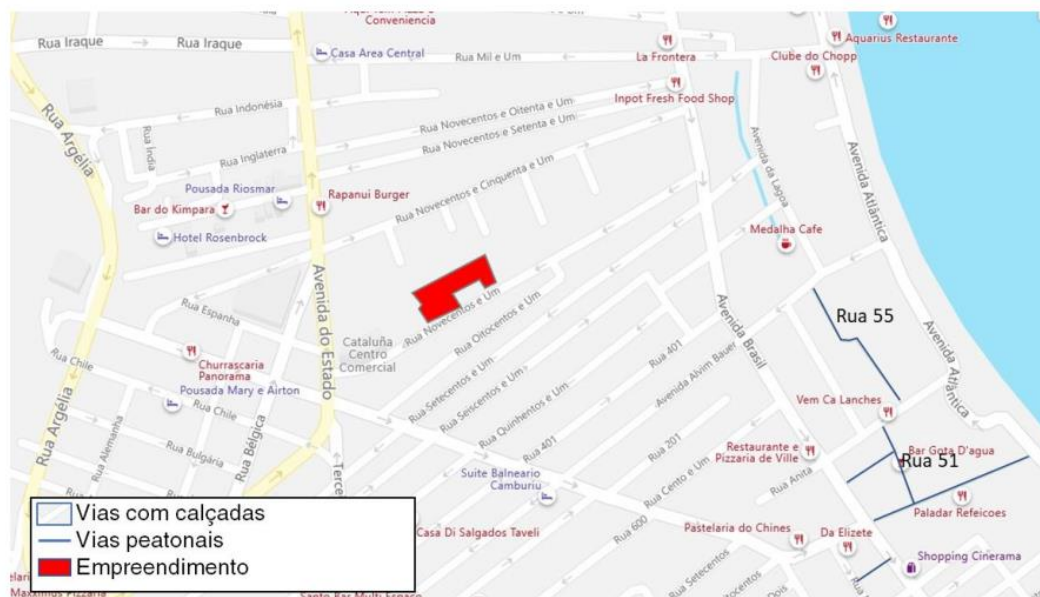 Conveniencia
Aquarius Restaurante
Rua Iraque
Rua Iraque
Casa Area Central
La Frontera
Rua Mil e Um
Clube do Chopp
Inpot Fresh Food Shop
Rua Argélia
Rua Indonésia
Rua Novecentos e Oitenta e Um
Rua Índia
Rua Inglaterra
Rua Novecentos e Setenta e Um
Avenida da Lagoa
Avenida Atlântica
Pousada Riosmar
Rapanui Burger
Rua Novecentos e Cinquenta e Um
Bar do Kimpara
Hotel Rosenbrock
Medalha Cafe
Avenida do Estado
Rua Espanha
Rua Novecentos e Um
Rua Oitocentos e Um
Avenida Brasil
Rua 55
Cataluña
Centro
Comercial
Rua Setecentos e Um
Rua Seiscentos e Um
Rua 401
Avenida Alvim Bauer
Avenida Atlântica
Rua Chile
Churrascaria
Panorama
Pousada Mary e Airton
Rua Chile
Rua Quinhentos e Um
Vem Ca Lanches
Rua Argélia
Rua Alemanha
Rua Bulgária
Rua Bélgica
Rua 401
Rua 201
Restaurante e
Pizzaria de Ville
Bar Gota D'agua
Rua 51
Rua Anita
Suite Balneario
Camburiu
Rua Cento e Um
Paladar Refeicoes
Casa Di Salgados Taveli
Rua 600
Pastelaria do Chines
Da Elizete
Shopping Cinerama
Rua Setecentos
Vias com calçadas
Vias peatonais
Empreendimento